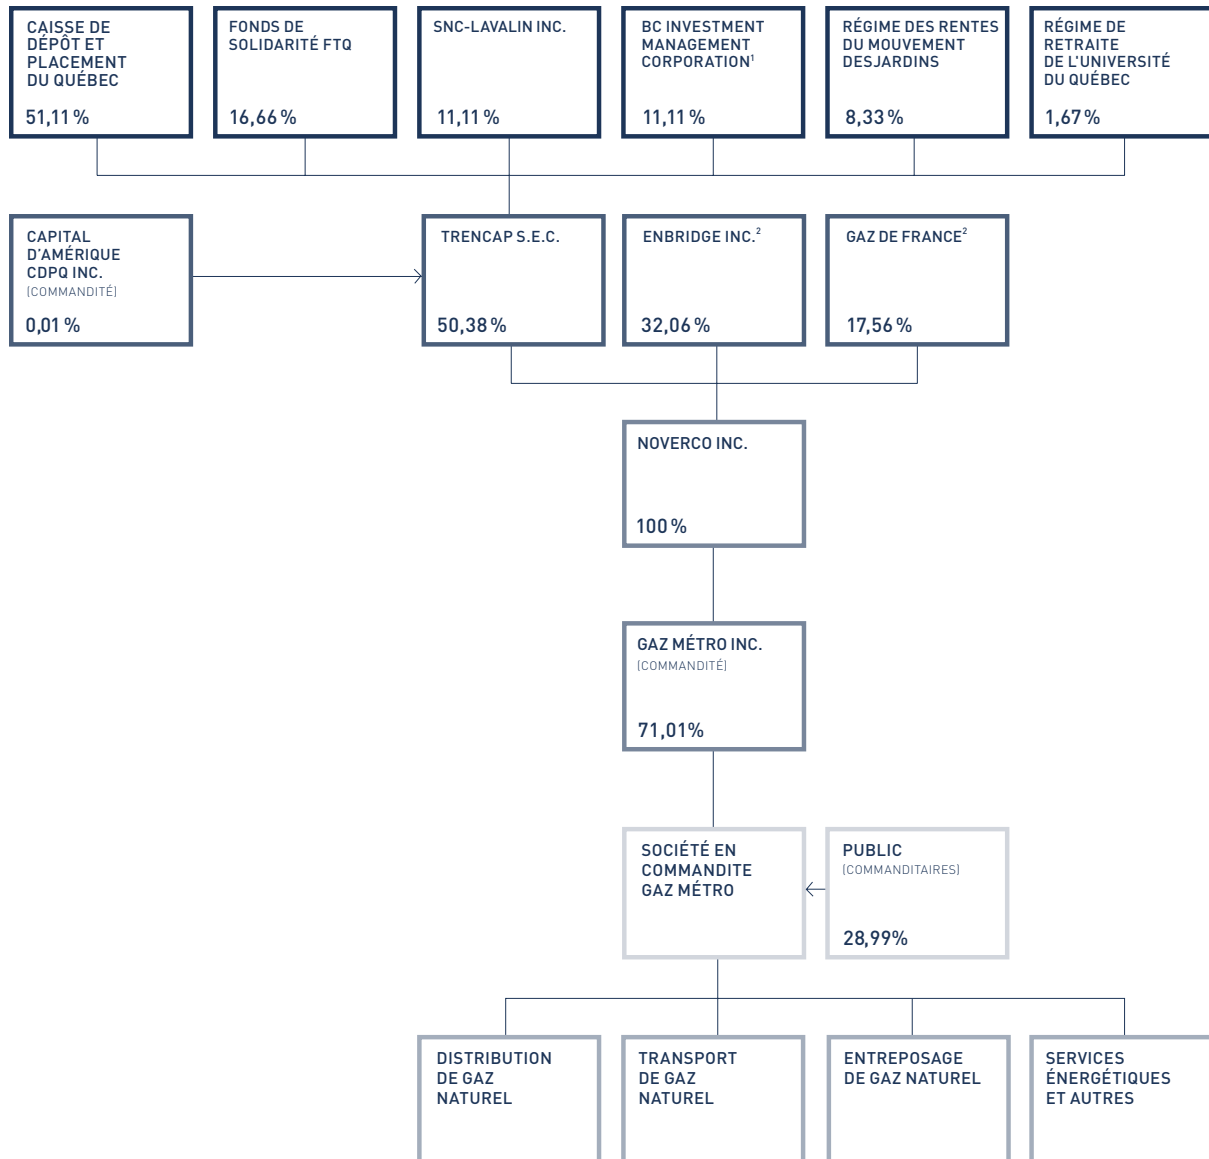 CAISSE DE
DÉPÔT ET
PLACEMENT
DU QUÉBEC
51,11 %
FONDS DE
SOLIDARITÉ FTQ
16,66 %
SNC-LAVALIN INC.
11,11 %
BC INVESTMENT
MANAGEMENT
CORPORATION¹
11,11 %
RÉGIME DES RENTES
DU MOUVEMENT
DESJARDINS
8,33 %
RÉGIME DE
RETRAITE
DE L'UNIVERSITÉ
DU QUÉBEC
1,67 %
CAPITAL
D'AMÉRIQUE
CDPQ INC.
(COMMANDITÉ)
0,01 %
TRENCAP S.E.C.
50,38 %
ENBRIDGE INC.²
32,06 %
GAZ DE FRANCE²
17,56 %
NOVERCO INC.
100 %
GAZ MÉTRO INC.
(COMMANDITÉ)
71,01%
SOCIÉTÉ EN
COMMANDITE
GAZ MÉTRO
PUBLIC
(COMMANDITAIRES)
28,99%
DISTRIBUTION
DE GAZ
NATUREL
TRANSPORT
DE GAZ
NATUREL
ENTREPOSAGE
DE GAZ NATUREL
SERVICES
ÉNERGÉTIQUES
ET AUTRES